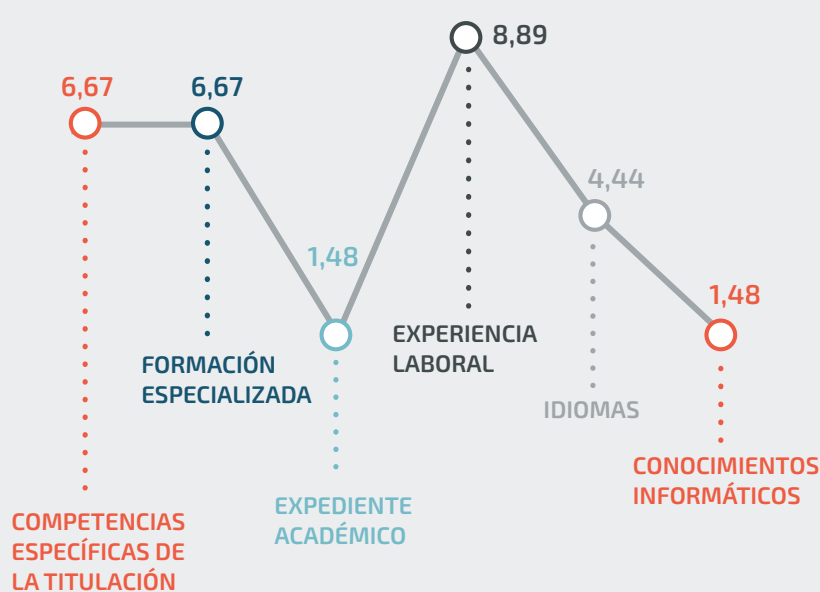 6,67
6,67
1,48
8,89
4,44
1,48
COMPETENCIAS
ESPECÍFICAS DE
LA TITULACIÓN
FORMACIÓN
ESPECIALIZADA
EXPEDIENTE
ACADÉMICO
EXPERIENCIA
LABORAL
IDIOMAS
CONOCIMIENTOS
INFORMÁTICOS